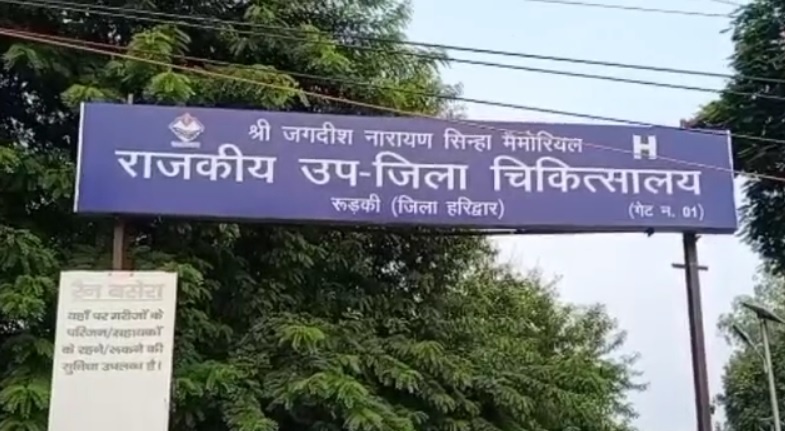 श्री जगदीश नारायण सिन्हा मैमोरियल
H
राजकीय उप-जिला चिकित्सालय
रूड़की (जिला हरिद्वार)
(गेट न. 01)
रैन बसेरा
यहाँ पर मरीजों के
परिजन/सहायकों
के रहने/रूकने की
सुविधा उपलब्ध है।